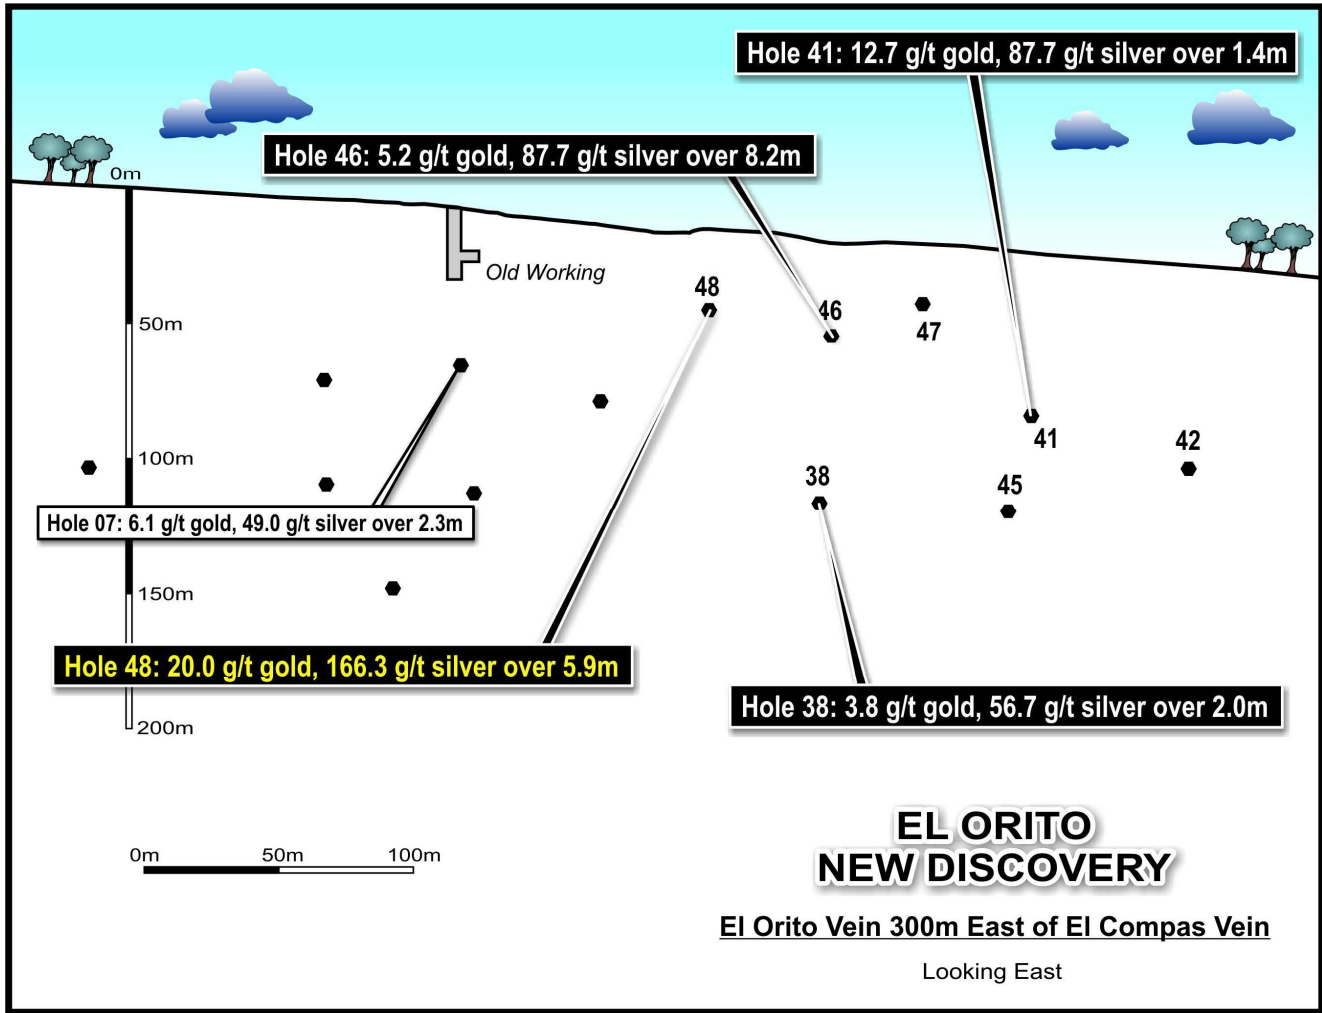 Hole 41: 12.7 g/t gold, 87.7 g/t silver over 1.4m
Hole 46: 5.2 g/t gold, 87.7 g/t silver over 8.2m
0m
Old Working
48
46
47
50m
41
42
100m
38
45
Hole 07: 6.1 g/t gold, 49.0 g/t silver over 2.3m
150m
Hole 48: 20.0 g/t gold, 166.3 g/t silver over 5.9m
Hole 38: 3.8 g/t gold, 56.7 g/t silver over 2.0m
200m
0m 50m 100m
EL ORITO
NEW DISCOVERY
El Orito Vein 300m East of El Compas Vein
Looking East